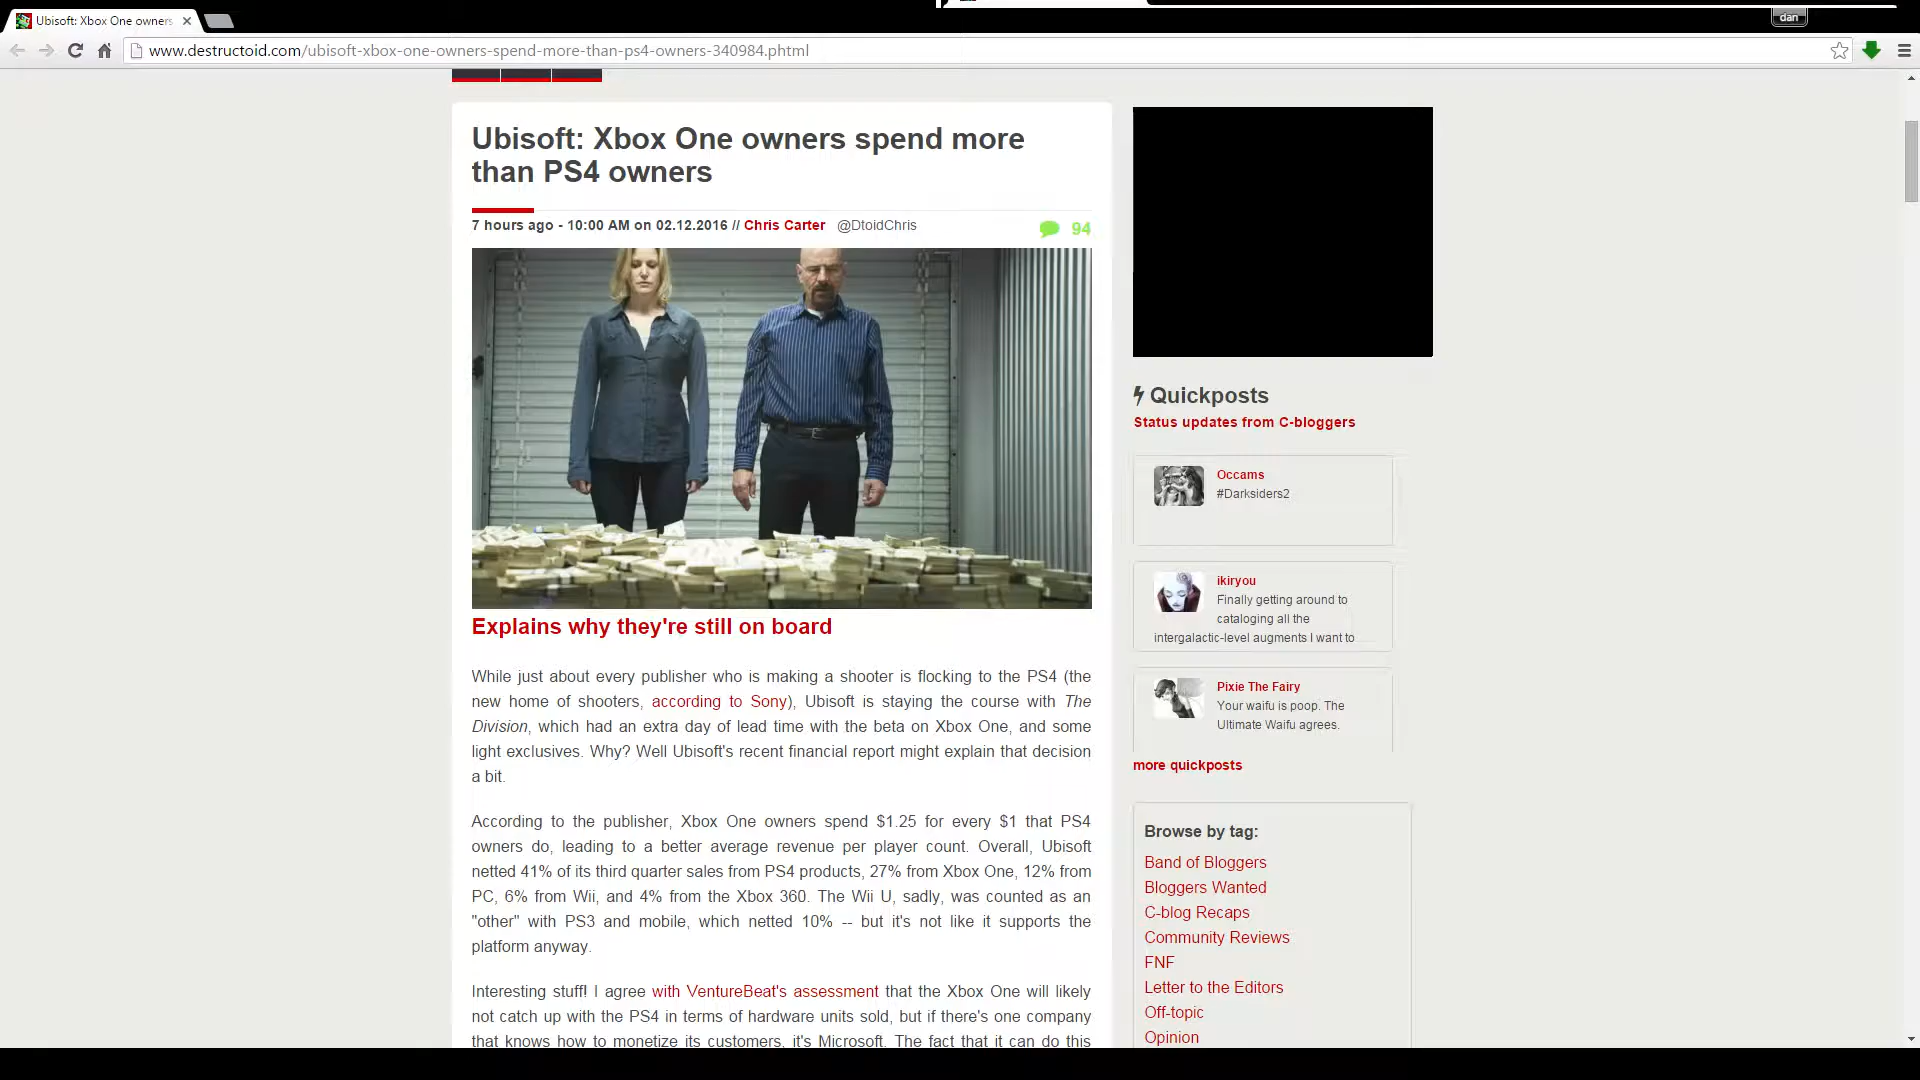 Ubisoft: Xbox One owners
dan
www.destructoid.com/ubisoft-xbox-one-owners-spend-more-than-ps4-owners-340984.phtml
Ubisoft: Xbox One owners spend more
than PS4 owners
7 hours ago - 10:00 AM on 02.12.2016 // Chris Carter @DtoidChris
94
Explains why they're still on board
While just about every publisher who is making a shooter is flocking to the PS4 (the
new home of shooters, according to Sony), Ubisoft is staying the course with The
Division, which had an extra day of lead time with the beta on Xbox One, and some
light exclusives. Why? Well Ubisoft's recent financial report might explain that decision
a bit.
According to the publisher, Xbox One owners spend $1.25 for every $1 that PS4
owners do, leading to a better average revenue per player count. Overall, Ubisoft
netted 41% of its third quarter sales from PS4 products, 27% from Xbox One, 12% from
PC, 6% from Wii, and 4% from the Xbox 360. The Wii U, sadly, was counted as an
"other" with PS3 and mobile, which netted 10% -- but it's not like it supports the
platform anyway.
Interesting stuff! I agree with VentureBeat's assessment that the Xbox One will likely
not catch up with the PS4 in terms of hardware units sold, but if there's one company
that knows how to monetize its customers, it's Microsoft. The fact that it can do this
Quickposts
Status updates from C-bloggers
Occams
#Darksiders2
ikiryou
Finally getting around to
cataloging all the
intergalactic-level augments I want to
Pixie The Fairy
Your waifu is poop. The
Ultimate Waifu agrees.
more quickposts
Browse by tag:
Band of Bloggers
Bloggers Wanted
C-blog Recaps
Community Reviews
FNF
Letter to the Editors
Off-topic
Opinion